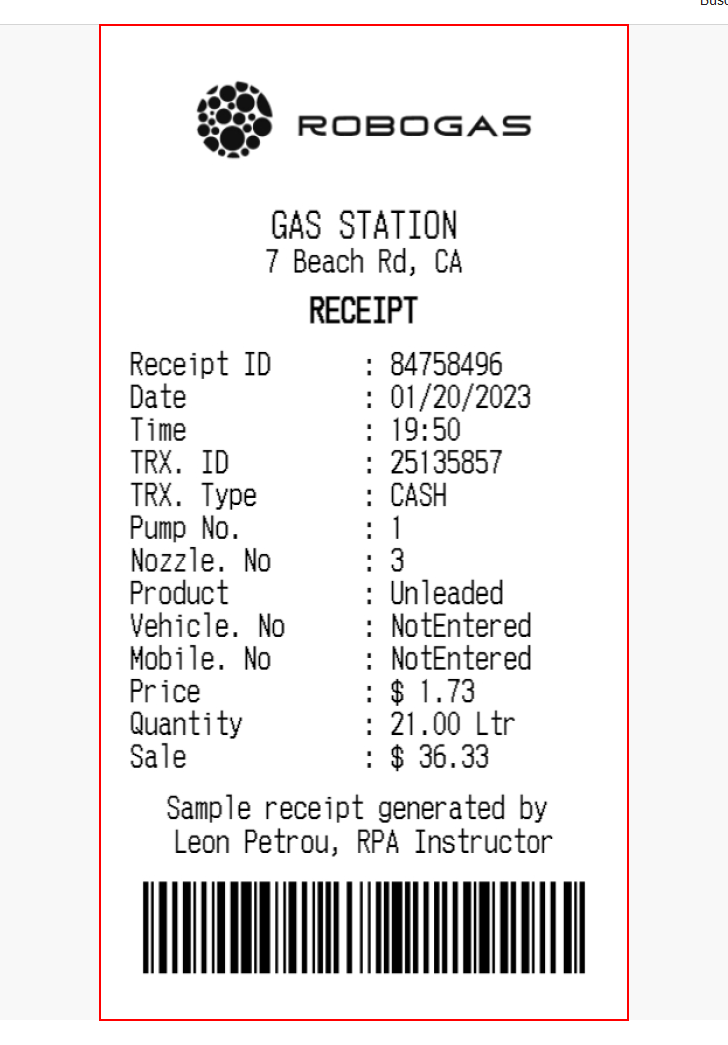 ROBOGAS
GAS STATION
7 Beach Rd, CA
RECEIPT
Receipt ID : 84758496
Date : 01/20/2023
Time : 19:50
TRX. ID : 25135857
TRX. Type : CASH
Pump No. : 1
Nozzle. No : 3
Product : Unleaded
Vehicle. No : NotEntered
Mobile. No : NotEntered
Price : $ 1.73
Quantity : 21.00 Ltr
Sale : $ 36.33
Sample receipt generated by
Leon Petrou, RPA Instructor